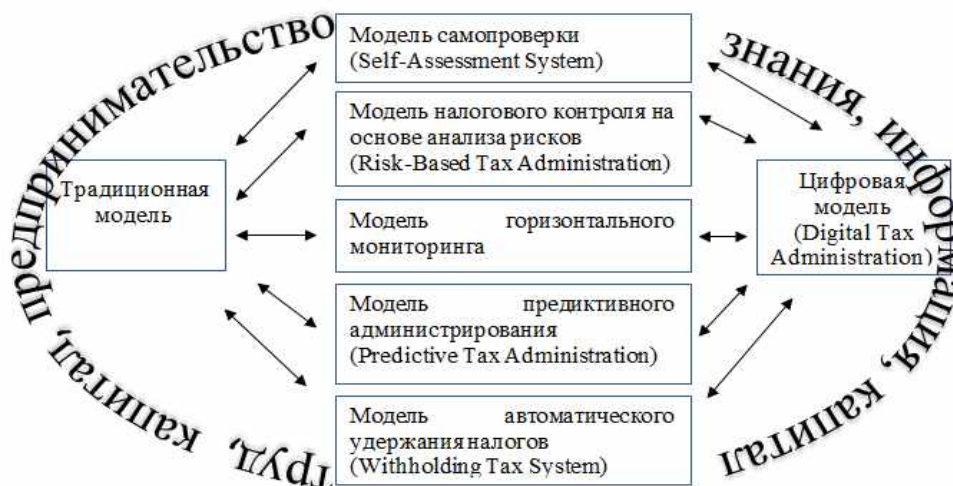 труд, капитал, предпринимательство
Традиционная
модель
Модель самопроверки
(Self-Assessment System)
Модель налогового контроля на
основе анализа рисков
(Risk-Based Tax Administration)
Модель горизонтального
мониторинга
Модель предиктивного
администрирования
(Predictive Tax Administration)
Модель автоматического
удержания налогов
(Withholding Tax System)
Цифровая
модель
(Digital Tax
Administration)
знания, информация, капитал